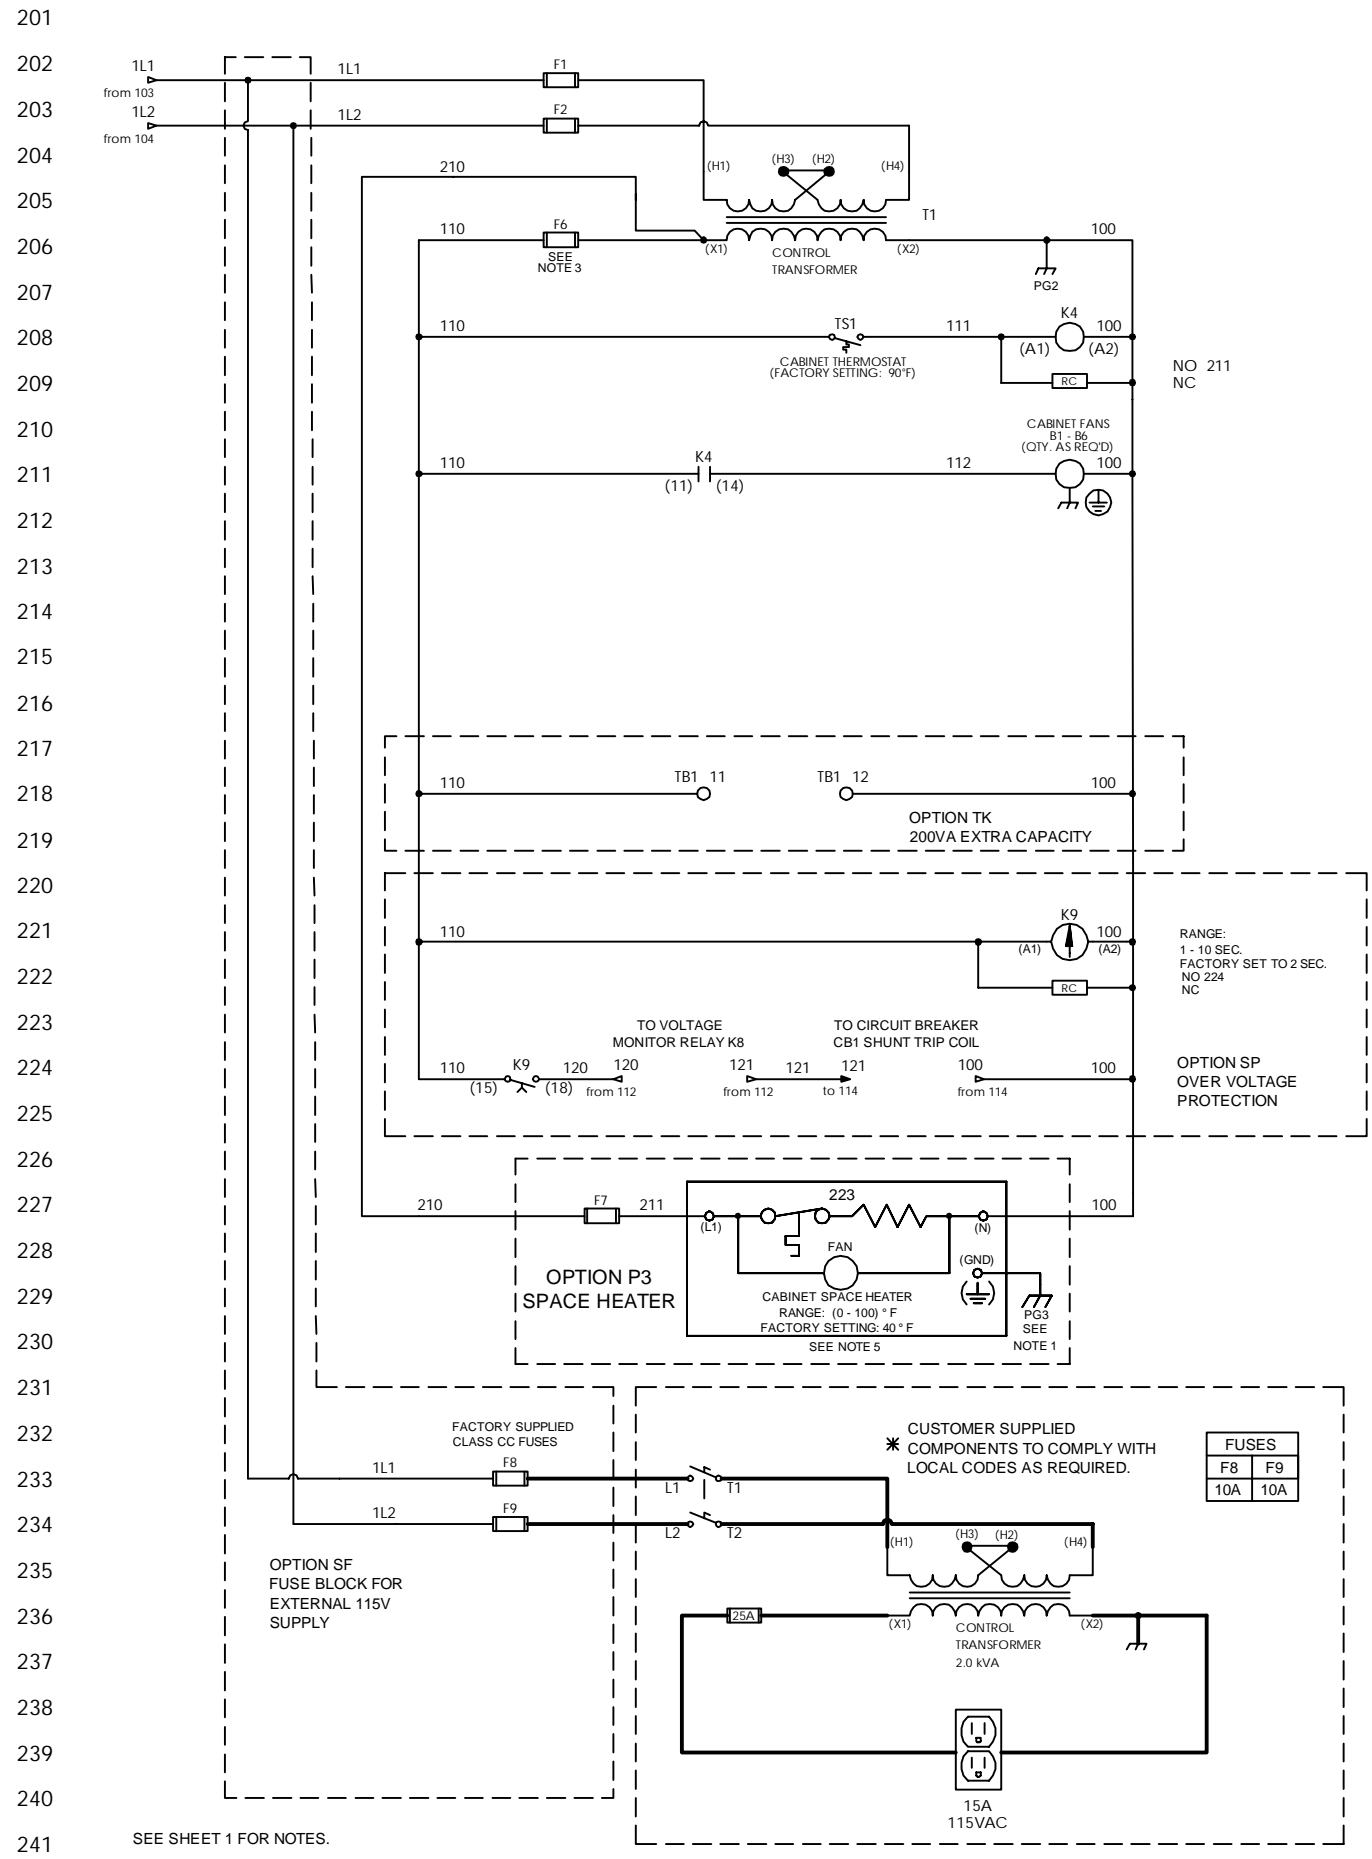 201
202
1L1
1L1
F1
from 103
203
1L2
1L2
F2
from 104
204
210
(H1)
(H3)
(H2)
(H4)
205
T1
206
110
F6
SEE
NOTE 3
(X1)
CONTROL
TRANSFORMER
(X2)
100
207
PG2
208
110
TS1
111
K4
100
(A1)
(A2)
CABINET THERMOSTAT
(FACTORY SETTING: 90°F)
209
RC
NO 211
NC
210
CABINET FANS
B1 - B6
(QTY. AS REQ'D)
211
110
K4
(11)
(14)
112
100
212
213
214
215
216
217
218
110
TB1 11
TB1 12
100
OPTION TK
200VA EXTRA CAPACITY
219
220
221
110
K9
100
(A1)
(A2)
RANGE:
1 - 10 SEC.
FACTORY SET TO 2 SEC.
NO 224
NC
222
RC
223
TO VOLTAGE
MONITOR RELAY K8
TO CIRCUIT BREAKER
CB1 SHUNT TRIP COIL
224
110
K9
(15)
(18)
120
120
from 112
121
from 112
121
121
to 114
100
from 114
100
OPTION SP
OVER VOLTAGE
PROTECTION
225
226
227
210
F7
211
(L1)
223
(N)
100
228
FAN
(GND)
OPTION P3
SPACE HEATER
229
CABINET SPACE HEATER
RANGE: (0 - 100) ° F
FACTORY SETTING: 40 ° F
SEE NOTE 5
PG3
SEE
NOTE 1
230
231
232
FACTORY SUPPLIED
CLASS CC FUSES
CUSTOMER SUPPLIED
COMPONENTS TO COMPLY WITH
LOCAL CODES AS REQUIRED.
FUSES
F8 F9
10A 10A
233
1L1
F8
L1
T1
234
1L2
F9
L2
T2
(H1)
(H3)
(H2)
(H4)
235
OPTION SF
FUSE BLOCK FOR
EXTERNAL 115V
SUPPLY
236
25A
(X1)
CONTROL
TRANSFORMER
2.0 kVA
(X2)
237
238
239
240
15A
115VAC
241
SEE SHEET 1 FOR NOTES.